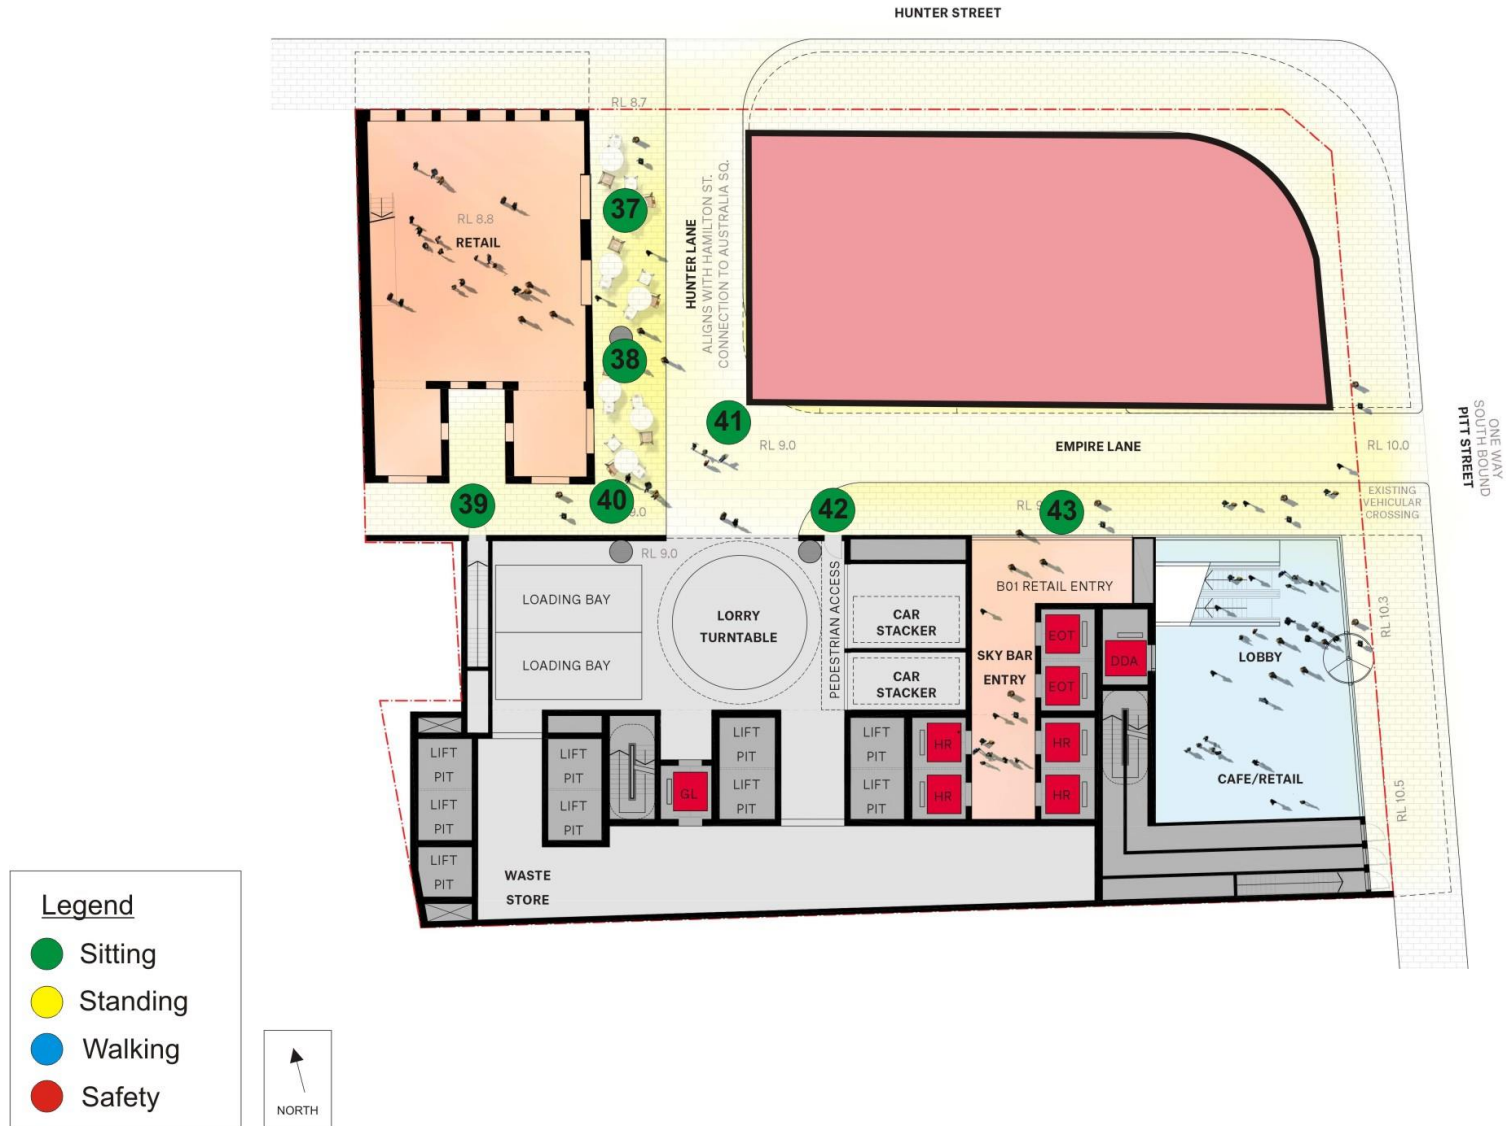 HUNTER STREET
RL 8.7
HUNTER LANE
ALIGNS WITH HAMILTON ST.
CONNECTION TO AUSTRALIA SQ.
RL 8.8
RETAIL
37
38
41
RL 9.0
EMPIRE LANE
RL 10.0
ONE WAY
SOUTH BOUND
PITT STREET
39
40
9.0
42
RL 9
43
EXISTING
VEHICULAR
CROSSING
RL 9.0
LOADING BAY
LOADING BAY
LORRY
TURNTABLE
PEDESTRIAN ACCESS
CAR
STACKER
CAR
STACKER
B01 RETAIL ENTRY
SKY BAR
ENTRY
EOT
EOT
DDA
LOBBY
RL 10.3
CAFE/RETAIL
RL 10.5
LIFT
PIT
LIFT
PIT
LIFT
PIT
LIFT
PIT
LIFT
PIT
GL
LIFT
PIT
LIFT
PIT
LIFT
PIT
LIFT
PIT
HR
HR
HR
HR
WASTE
STORE
Legend
Sitting
Standing
Walking
Safety
NORTH